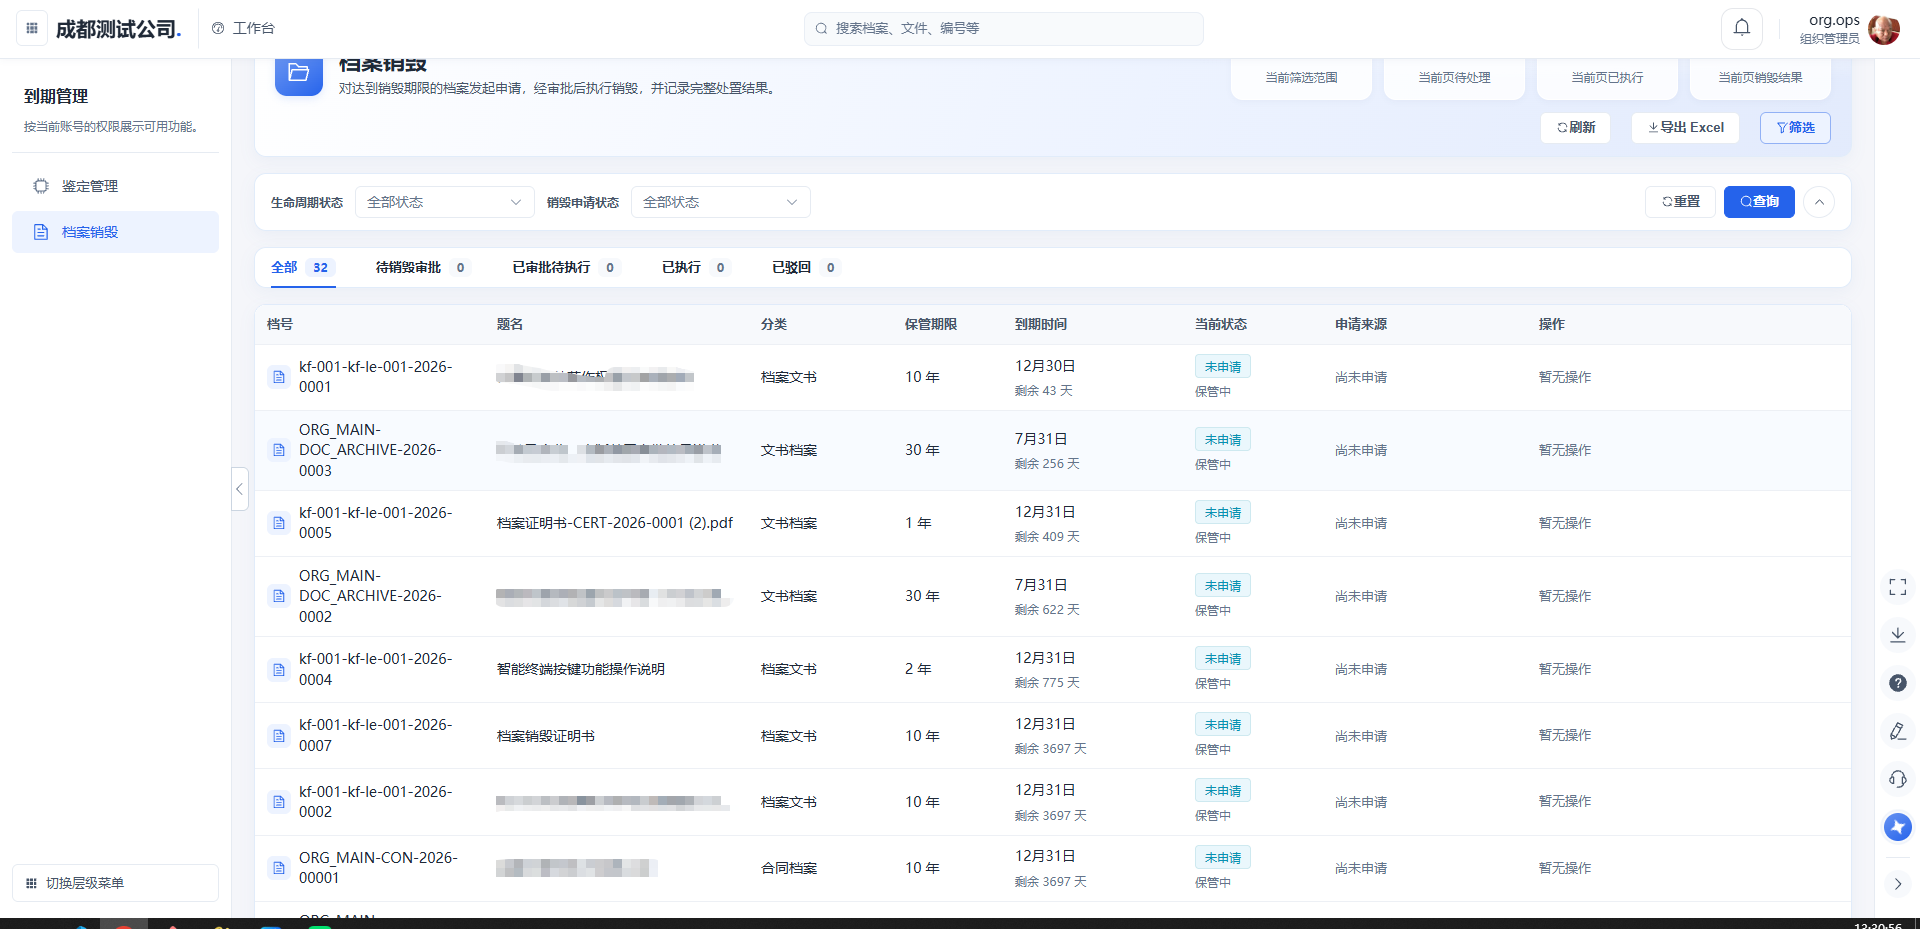 成都测试公司.
工作台
搜索档案、文件、编号等
org.ops
组织管理员
到期管理
按当前账号的权限展示可用功能。
鉴定管理
档案销毁
切换层级菜单
档案销毁
对达到销毁期限的档案发起申请，经审批后执行销毁，并记录完整处置结果。
当前筛选范围
当前页待处理
当前页已执行
当前页销毁结果
刷新
导出 Excel
筛选
生命周期状态
全部状态
销毁申请状态
全部状态
重置
查询
全部 32
待销毁审批 0
已审批待执行 0
已执行 0
已驳回 0
档号 题名 分类 保管期限 到期时间 当前状态 申请来源 操作
kf-001-kf-le-001-2026-
0001
档案文书
10 年
12月30日
剩余 43 天
未申请
保管中
尚未申请
暂无操作
ORG_MAIN-
DOC_ARCHIVE-2026-
0003
文书档案
30 年
7月31日
剩余 256 天
未申请
保管中
尚未申请
暂无操作
kf-001-kf-le-001-2026-
0005
档案证明书-CERT-2026-0001 (2).pdf
文书档案
1 年
12月31日
剩余 409 天
未申请
保管中
尚未申请
暂无操作
ORG_MAIN-
DOC_ARCHIVE-2026-
0002
文书档案
30 年
7月31日
剩余 622 天
未申请
保管中
尚未申请
暂无操作
kf-001-kf-le-001-2026-
0004
智能终端按键功能操作说明
档案文书
2 年
12月31日
剩余 775 天
未申请
保管中
尚未申请
暂无操作
kf-001-kf-le-001-2026-
0007
档案销毁证明书
档案文书
10 年
12月31日
剩余 3697 天
未申请
保管中
尚未申请
暂无操作
kf-001-kf-le-001-2026-
0002
档案文书
10 年
12月31日
剩余 3697 天
未申请
保管中
尚未申请
暂无操作
ORG_MAIN-CON-2026-
00001
合同档案
10 年
12月31日
剩余 3697 天
未申请
保管中
尚未申请
暂无操作
ORG_MAIN-
13:30:56